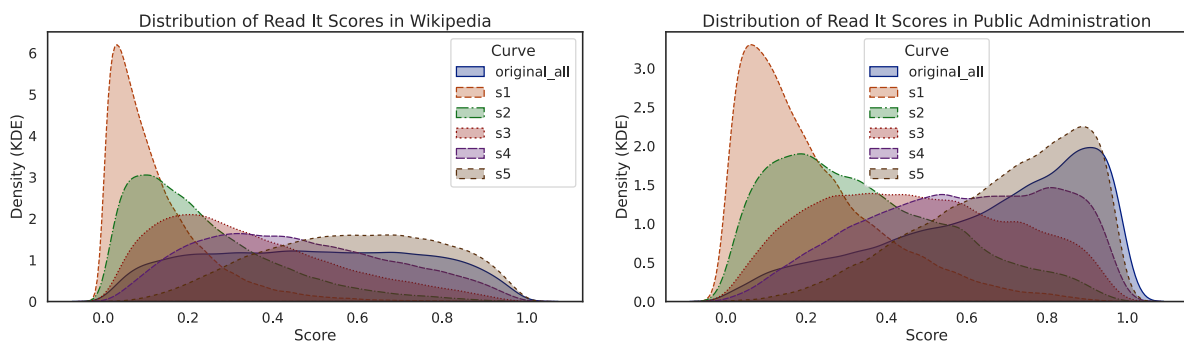 Distribution of Read It Scores in Wikipedia
Density (KDE)
6
5
4
3
2
1
0
0.0 0.2 0.4 0.6 0.8 1.0
Score
Curve
original_all
s1
s2
s3
s4
s5
Distribution of Read It Scores in Public Administration
Density (KDE)
3.0
2.5
2.0
1.5
1.0
0.5
0.0
0.0 0.2 0.4 0.6 0.8 1.0
Score
Curve
original_all
s1
s2
s3
s4
s5